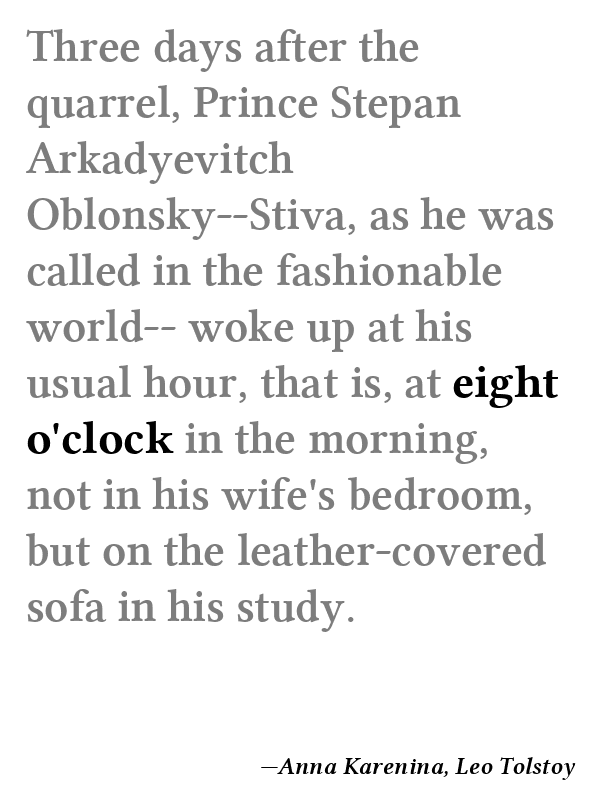 Three days after the
quarrel, Prince Stepan
Arkadyevitch
Oblonsky--Stiva, as he was
called in the fashionable
world-- woke up at his
usual hour, that is, at eight
o'clock in the morning,
not in his wife's bedroom,
but on the leather-covered
sofa in his study.
—Anna Karenina, Leo Tolstoy